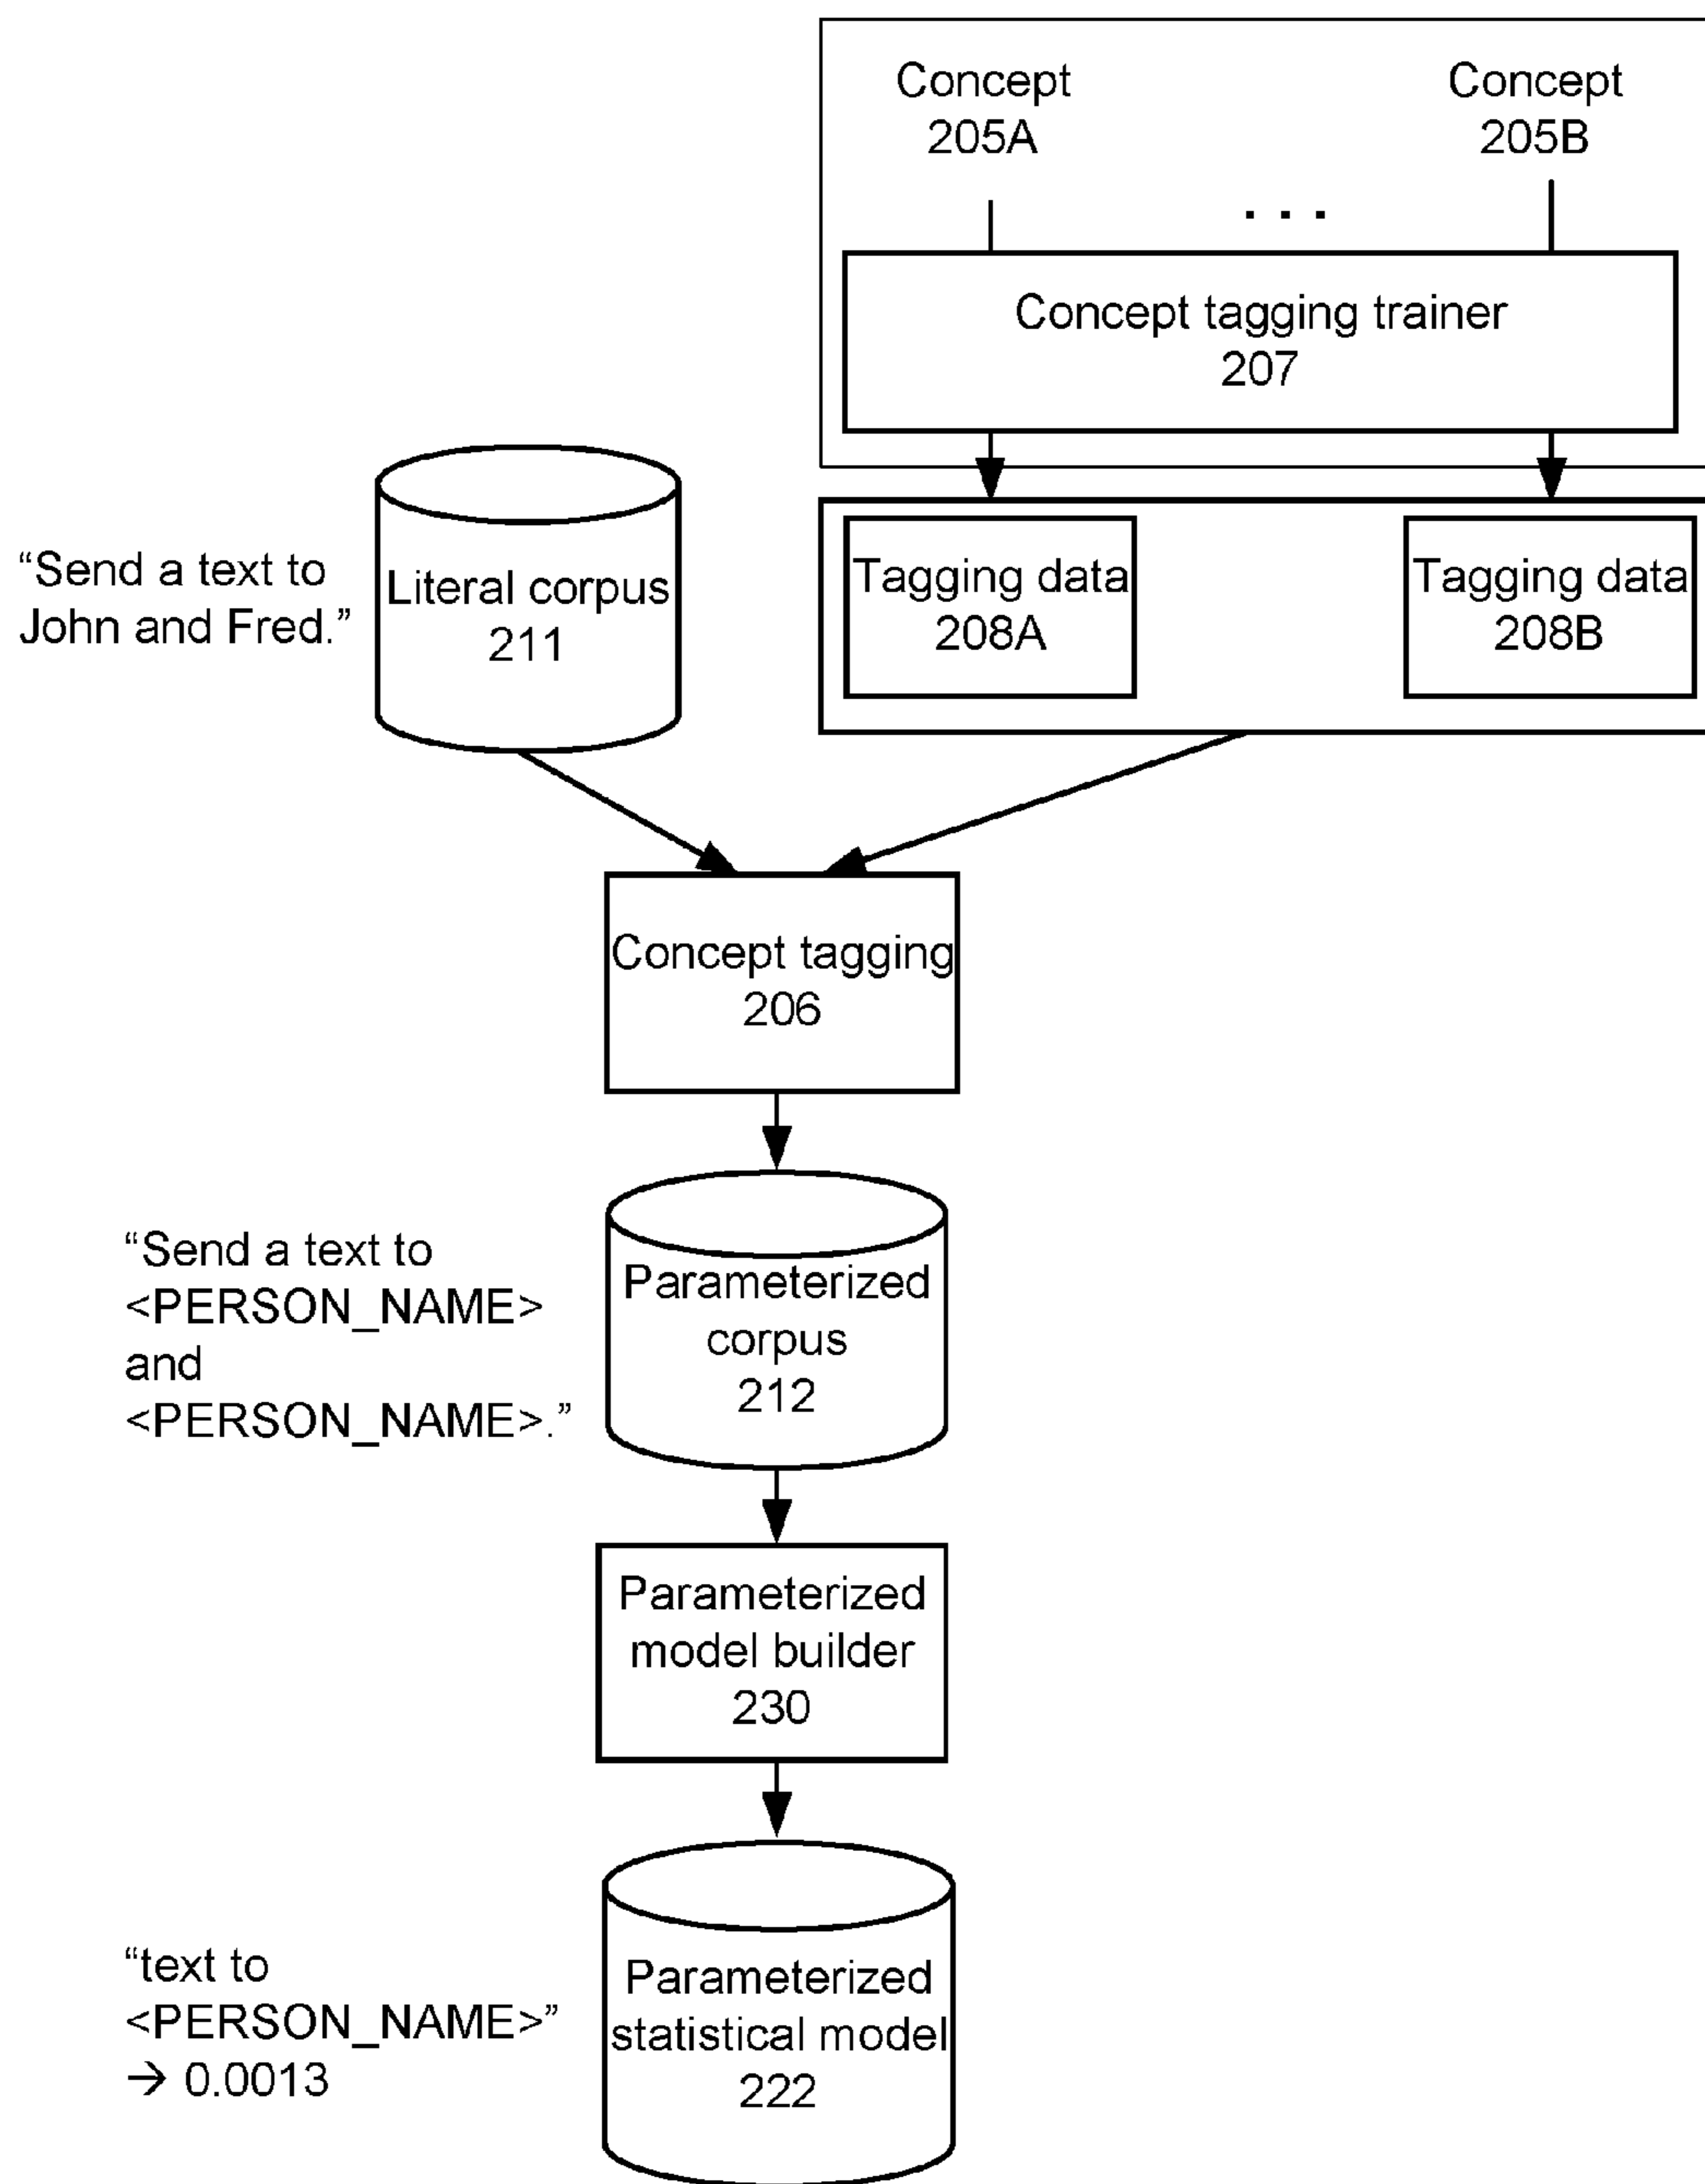 Concept
205A
Concept
205B
. . .
Concept tagging trainer
207
“Send a text to
John and Fred.”
Literal corpus
211
Tagging data
208A
Tagging data
208B
Concept tagging
206
“Send a text to
<PERSON_NAME>
and
<PERSON_NAME>.”
Parameterized
corpus
212
Parameterized
model builder
230
“text to
<PERSON_NAME>”
→ 0.0013
Parameterized
statistical model
222